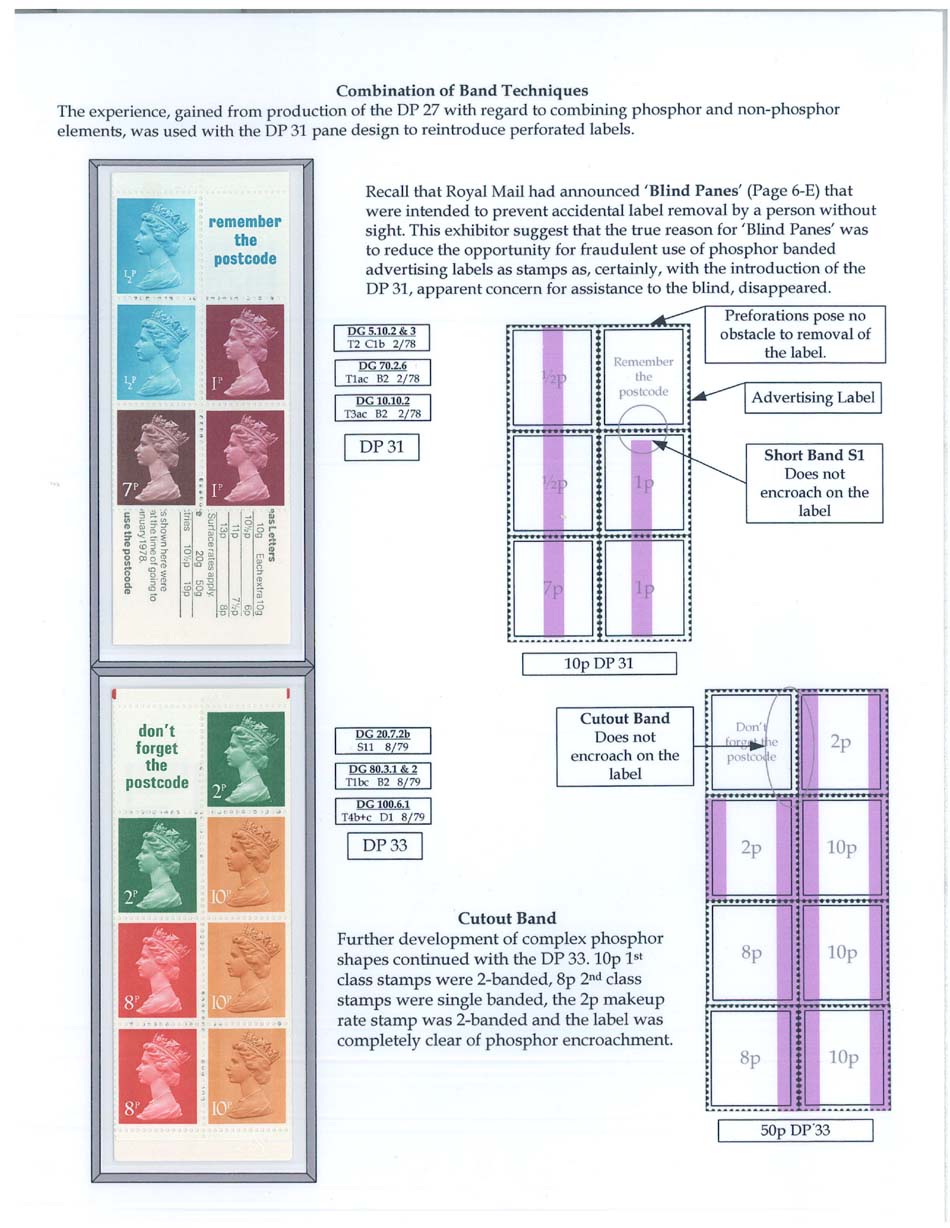 Combination of Band Techniques
The experience, gained from production of the DP 27 with regard to combining phosphor and non-phosphor
elements, was used with the DP 31 pane design to reintroduce perforated labels.
Recall that Royal Mail had announced ‘Blind Panes’ (Page 6-E) that
were intended to prevent accidental label removal by a person without
sight. This exhibitor suggest that the true reason for ‘Blind Panes’ was
to reduce the opportunity for fraudulent use of phosphor banded
advertising labels as stamps as, certainly, with the introduction of the
DP 31, apparent concern for assistance to the blind, disappeared.
½P
remember
the
postcode
½P
1P
7P
1P
as Letters
10g Each extra 10g
10½p 6p
11p 7½p
13p 8p
Surface rates apply.
20g 50g
tries 10½p 19p
s shown here were
at the time of going to
anuary 1978.
use the postcode
DG 5.10.2 & 3
T2 C1b 2/78
DG 70.2.6
T1ac B2 2/78
DG 10.10.2
T3ac B2 2/78
DP 31
½p
Remember
the
postcode
½p
1p
7p
1p
10p DP 31
Preforations pose no
obstacle to removal of
the label.
Advertising Label
Short Band S1
Does not
encroach on the
label
don't
forget
the
postcode
2P
2P
10P
8P
10P
8P
10P
DG 20.7.2b
S11 8/79
DG 80.3.1 & 2
T1bc B2 8/79
DG 100.6.1
T4b+c D1 8/79
DP 33
Cutout Band
Does not
encroach on the
label
Don't
forget the
postcode
2p
2p
10p
8p
10p
8p
10p
50p DP 33
Cutout Band
Further development of complex phosphor
shapes continued with the DP 33. 10p 1st
class stamps were 2-banded, 8p 2nd class
stamps were single banded, the 2p makeup
rate stamp was 2-banded and the label was
completely clear of phosphor encroachment.